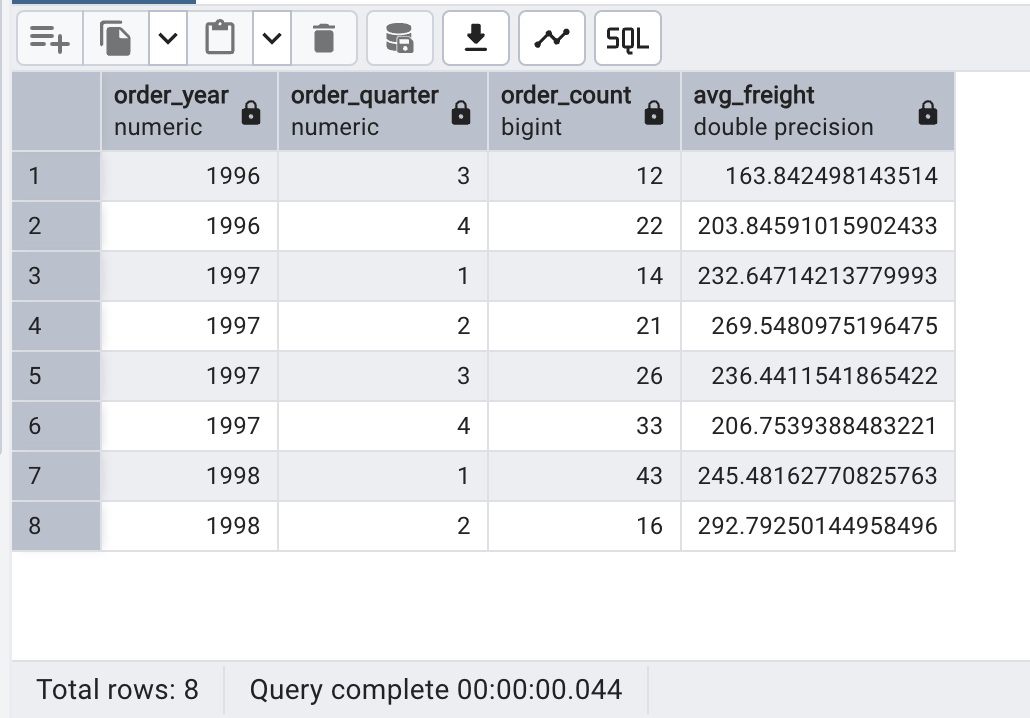 SQL
order_year order_quarter order_count avg_freight
numeric numeric bigint double precision
1 1996 3 12 163.842498143514
2 1996 4 22 203.84591015902433
3 1997 1 14 232.64714213779993
4 1997 2 21 269.5480975196475
5 1997 3 26 236.4411541865422
6 1997 4 33 206.7539388483221
7 1998 1 43 245.48162770825763
8 1998 2 16 292.79250144958496
Total rows: 8 Query complete 00:00:00.044